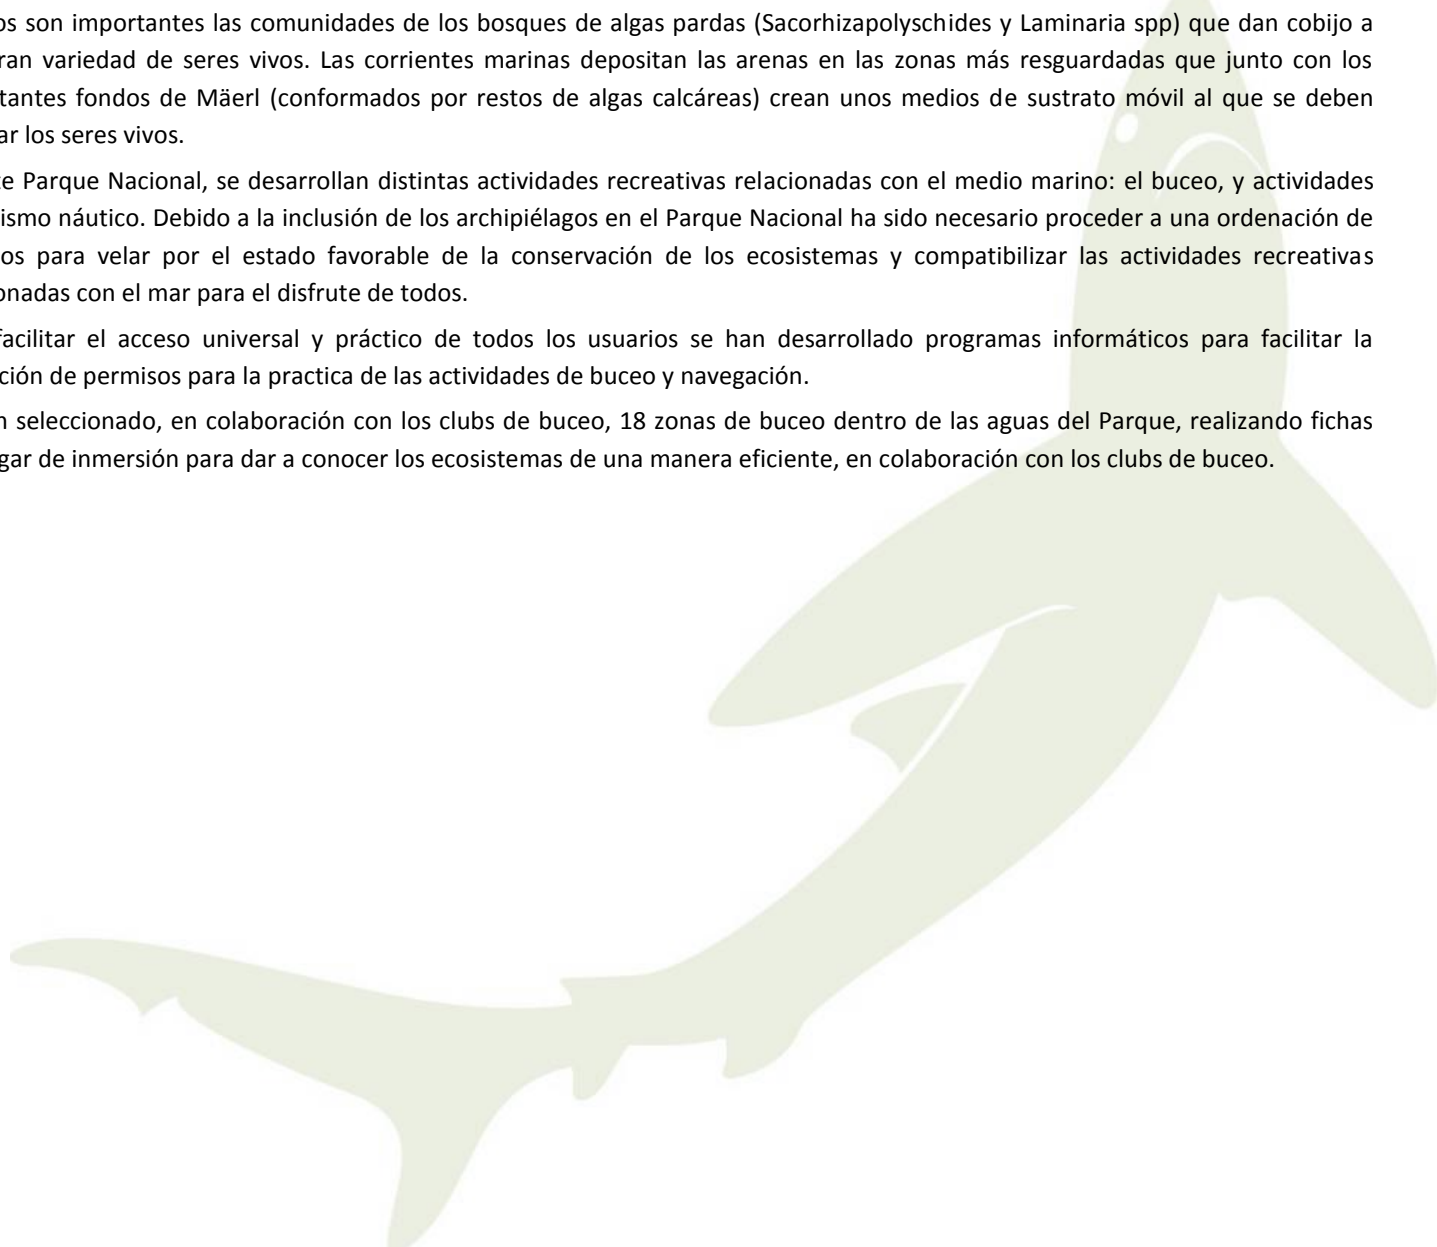 os son importantes las comunidades de los bosques de algas pardas (Sacorhizapolyschides y Laminaria spp) que dan cobijo a
ran variedad de seres vivos. Las corrientes marinas depositan las arenas en las zonas más resguardadas que junto con los
tantes fondos de Mäerl (conformados por restos de algas calcáreas) crean unos medios de sustrato móvil al que se deben
ar los seres vivos.
e Parque Nacional, se desarrollan distintas actividades recreativas relacionadas con el medio marino: el buceo, y actividades
ismo náutico. Debido a la inclusión de los archipiélagos en el Parque Nacional ha sido necesario proceder a una ordenación de
os para velar por el estado favorable de la conservación de los ecosistemas y compatibilizar las actividades recreativas
onadas con el mar para el disfrute de todos.
facilitar el acceso universal y práctico de todos los usuarios se han desarrollado programas informáticos para facilitar la
ción de permisos para la practica de las actividades de buceo y navegación.
n seleccionado, en colaboración con los clubs de buceo, 18 zonas de buceo dentro de las aguas del Parque, realizando fichas
gar de inmersión para dar a conocer los ecosistemas de una manera eficiente, en colaboración con los clubs de buceo.